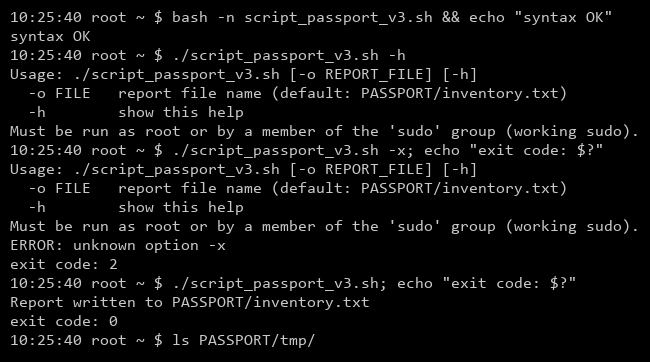 10:25:40 root ~ $ bash -n script_passport_v3.sh && echo "syntax OK"
syntax OK
10:25:40 root ~ $ ./script_passport_v3.sh -h
Usage: ./script_passport_v3.sh [-o REPORT_FILE] [-h]
  -o FILE   report file name (default: PASSPORT/inventory.txt)
  -h        show this help
Must be run as root or by a member of the 'sudo' group (working sudo).
10:25:40 root ~ $ ./script_passport_v3.sh -x; echo "exit code: $?"
Usage: ./script_passport_v3.sh [-o REPORT_FILE] [-h]
  -o FILE   report file name (default: PASSPORT/inventory.txt)
  -h        show this help
Must be run as root or by a member of the 'sudo' group (working sudo).
ERROR: unknown option -x
exit code: 2
10:25:40 root ~ $ ./script_passport_v3.sh; echo "exit code: $?"
Report written to PASSPORT/inventory.txt
exit code: 0
10:25:40 root ~ $ ls PASSPORT/tmp/